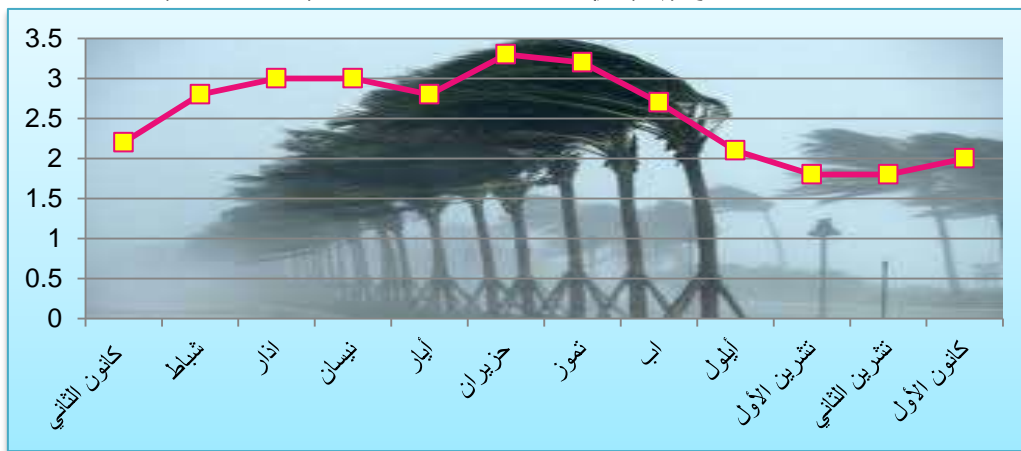 3.5
3
2.5
2
1.5
1
0.5
0
كانون الثاني
شباط
اذار
نيسان
أيار
حزيران
تموز
اب
أيلول
تشرين الأول
تشرين الثاني
كانون الأول